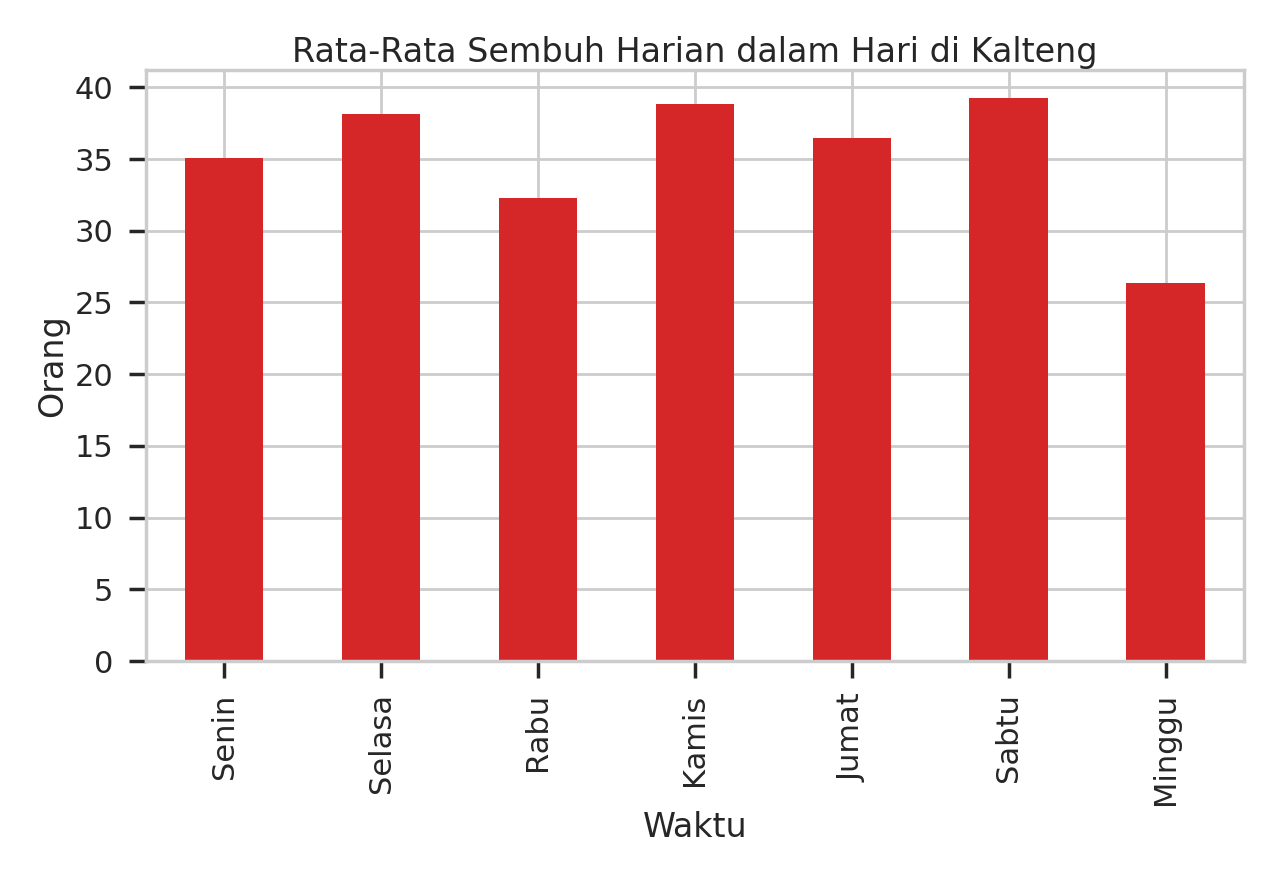 Rata-Rata Sembuh Harian dalam Hari di Kalteng
40
35
30
25
20
15
10
5
0
Orang
Senin
Selasa
Rabu
Kamis
Jumat
Sabtu
Minggu
Waktu